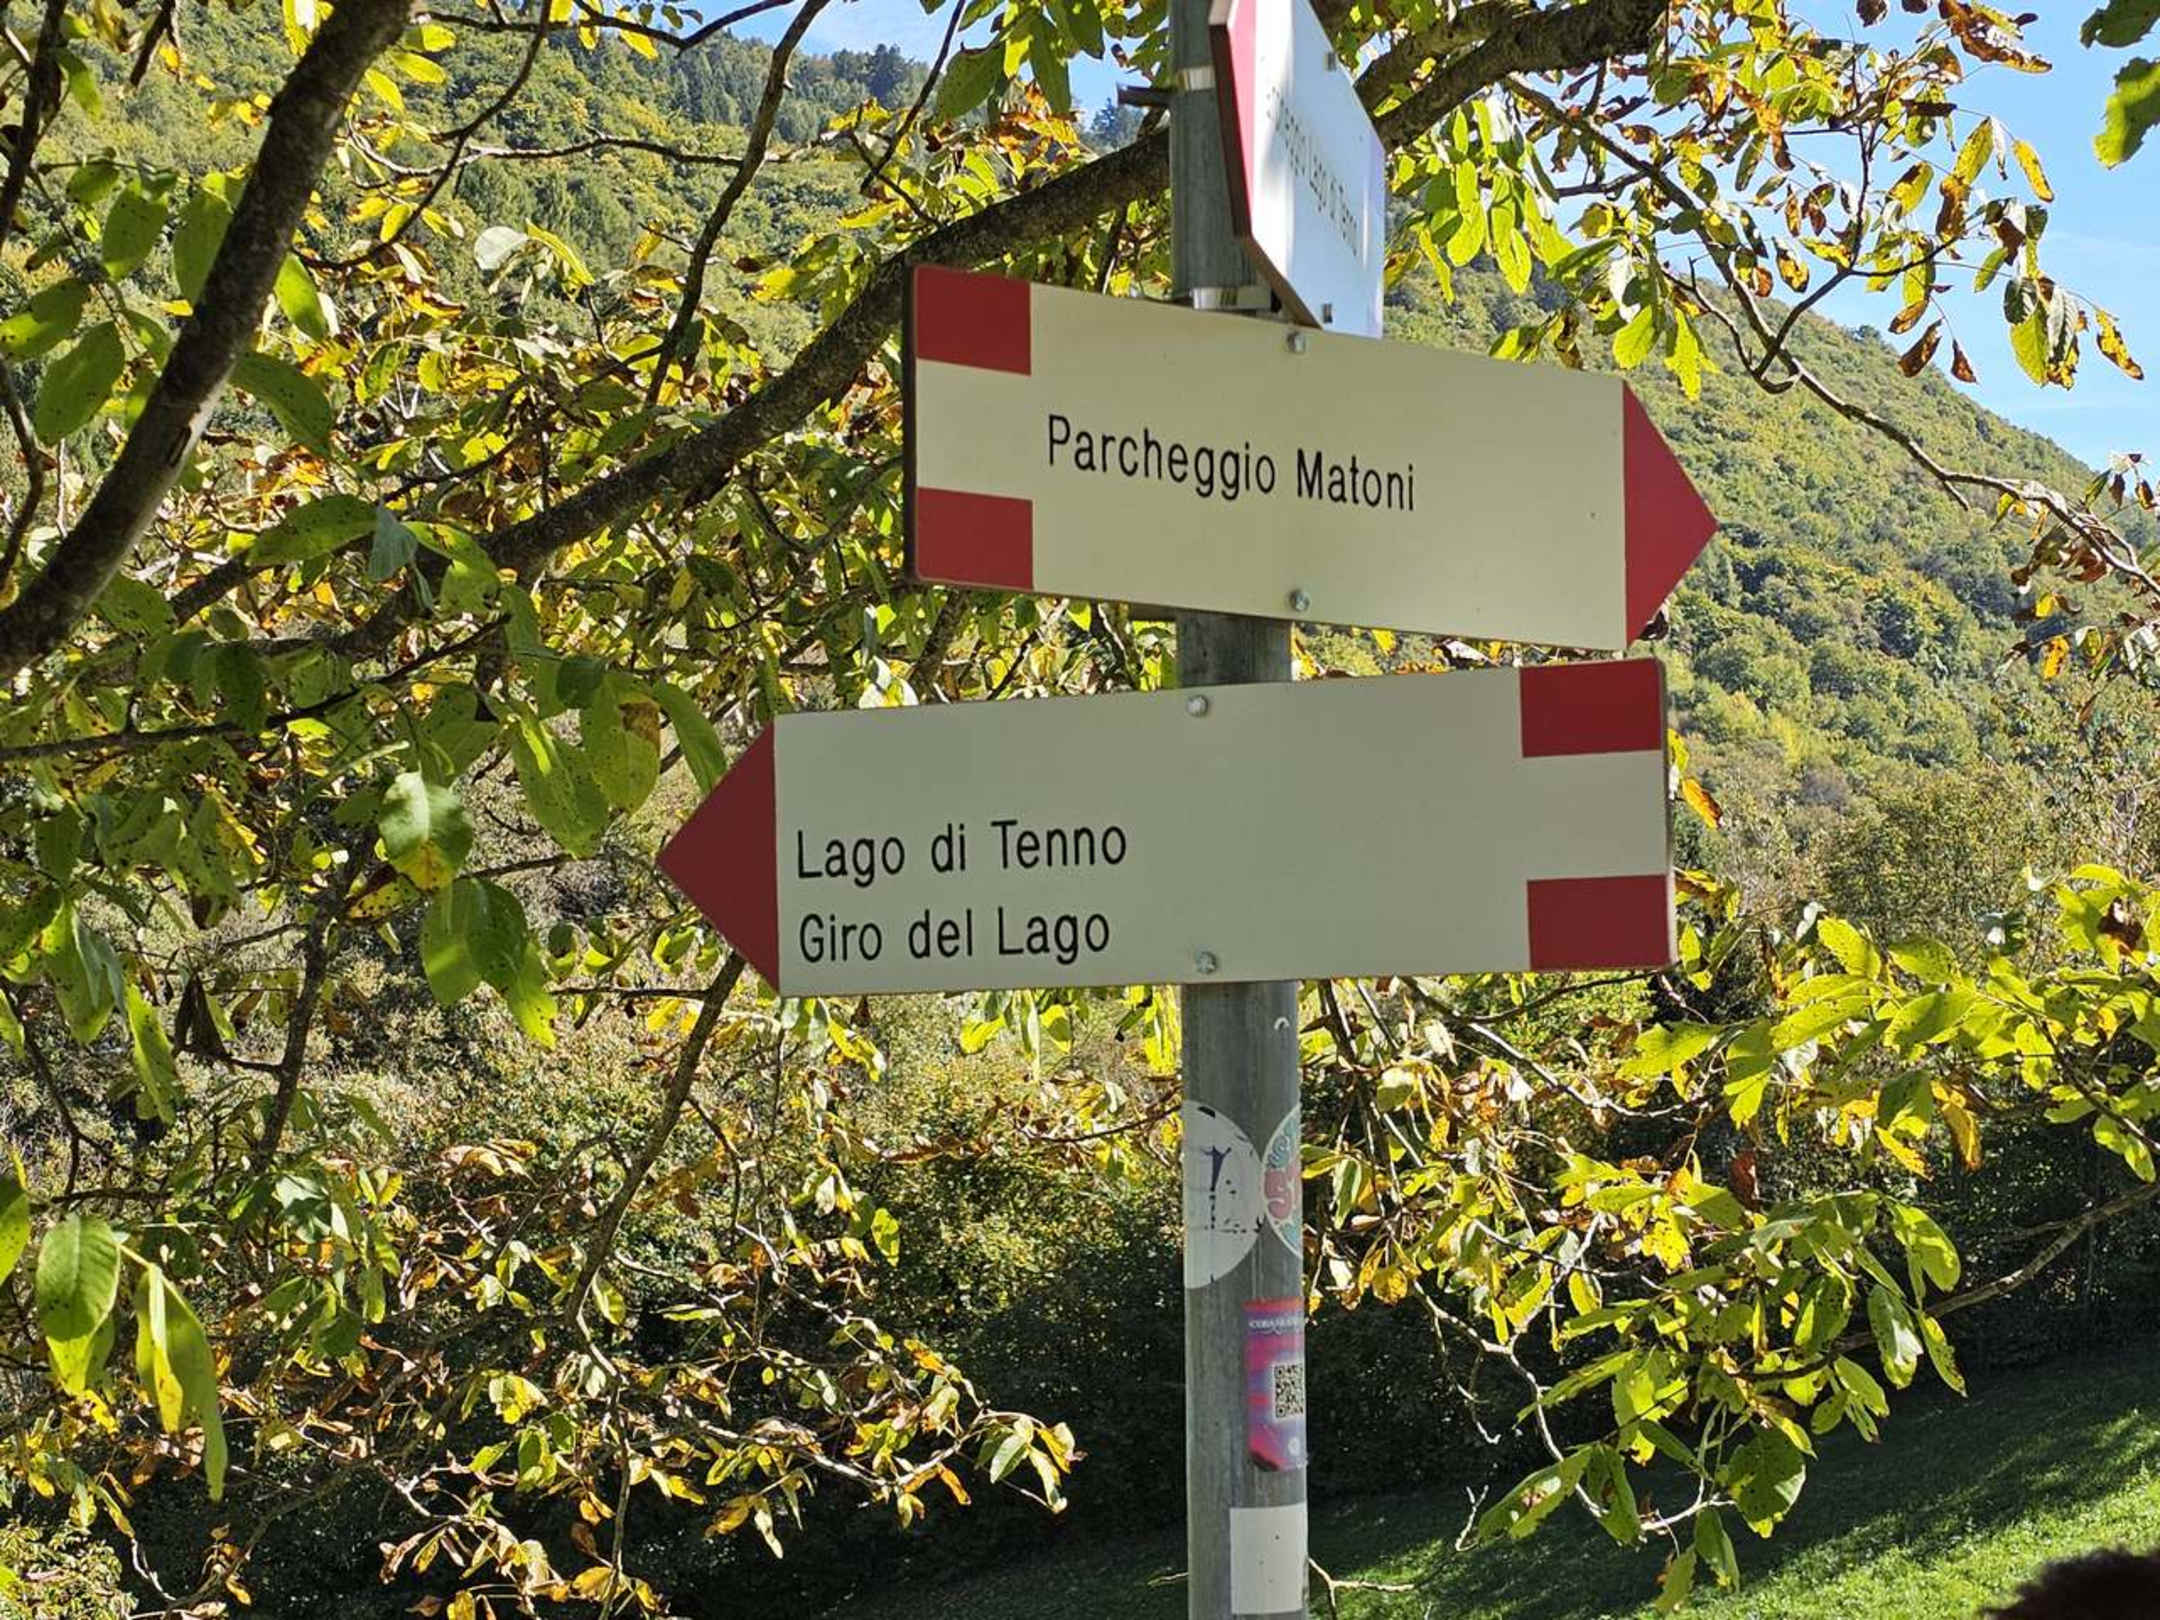 Parcheggio Matoni
Lago di Tenno
Giro del Lago